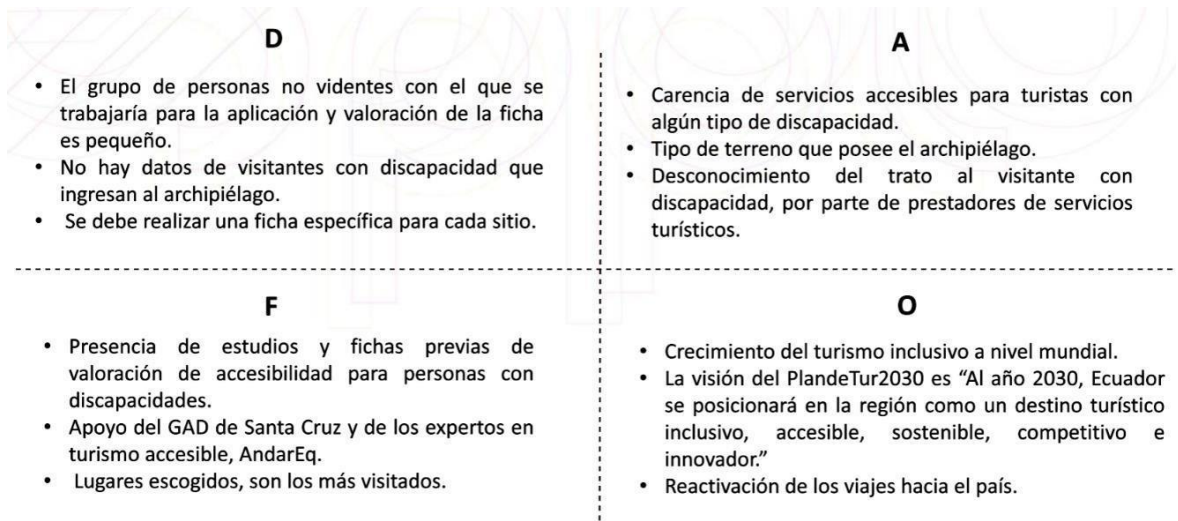 D
• El grupo de personas no videntes con el que se
trabajaría para la aplicación y valoración de la ficha
es pequeño.
• No hay datos de visitantes con discapacidad que
ingresan al archipiélago.
• Se debe realizar una ficha específica para cada sitio.
A
• Carencia de servicios accesibles para turistas con
algún tipo de discapacidad.
• Tipo de terreno que posee el archipiélago.
• Desconocimiento del trato al visitante con
discapacidad, por parte de prestadores de servicios
turísticos.
F
• Presencia de estudios y fichas previas de
valoración de accesibilidad para personas con
discapacidades.
• Apoyo del GAD de Santa Cruz y de los expertos en
turismo accesible, AndarEq.
• Lugares escogidos, son los más visitados.
O
• Crecimiento del turismo inclusivo a nivel mundial.
• La visión del PlandeTur2030 es “Al año 2030, Ecuador
se posicionará en la región como un destino turístico
inclusivo, accesible, sostenible, competitivo e
innovador.”
• Reactivación de los viajes hacia el país.